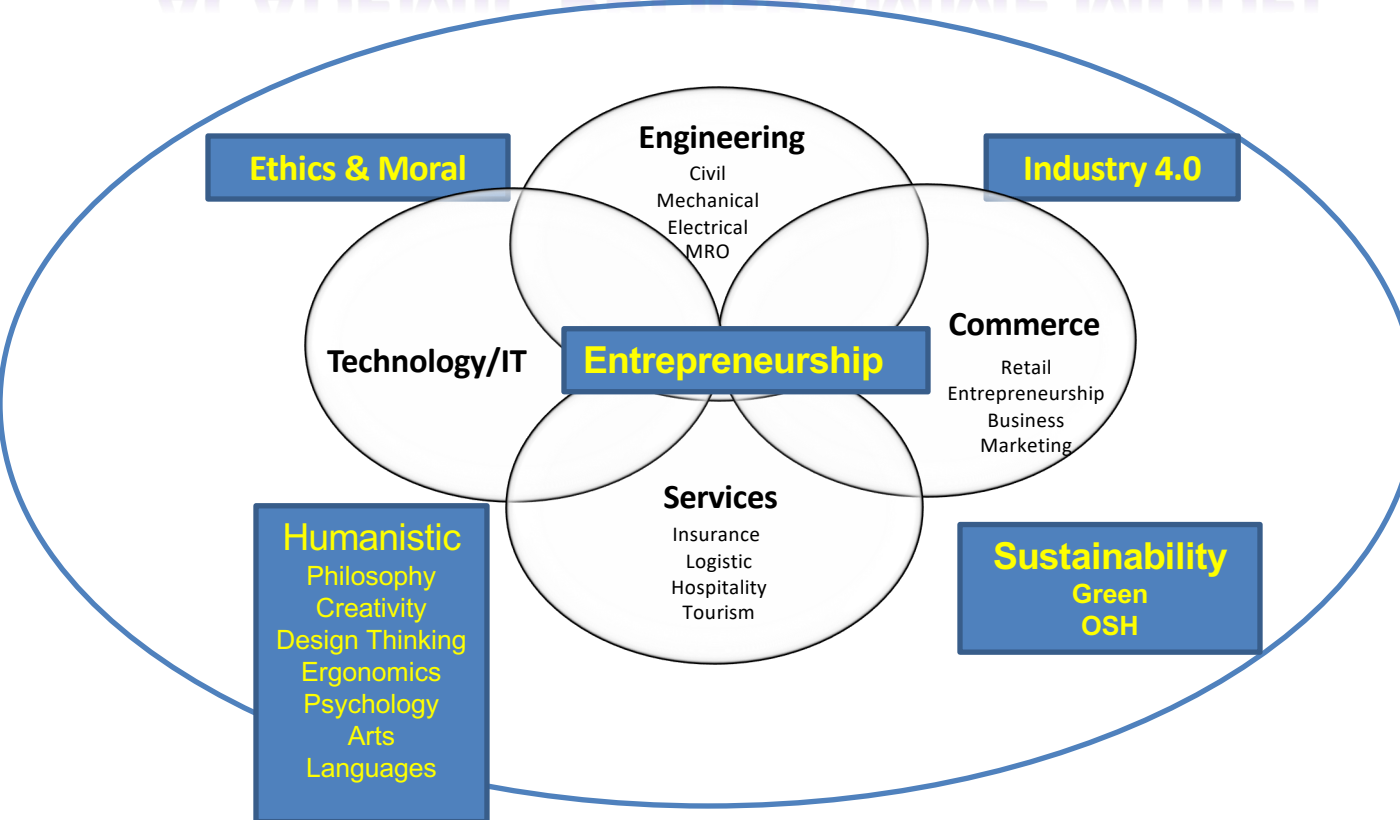 Ethics & Moral
Engineering
Civil
Mechanical
Electrical
MRO
Industry 4.0
Technology/IT
Entrepreneurship
Commerce
Retail
Entrepreneurship
Business
Marketing
Services
Insurance
Logistic
Hospitality
Tourism
Humanistic
Philosophy
Creativity
Design Thinking
Ergonomics
Psychology
Arts
Languages
Sustainability
Green
OSH